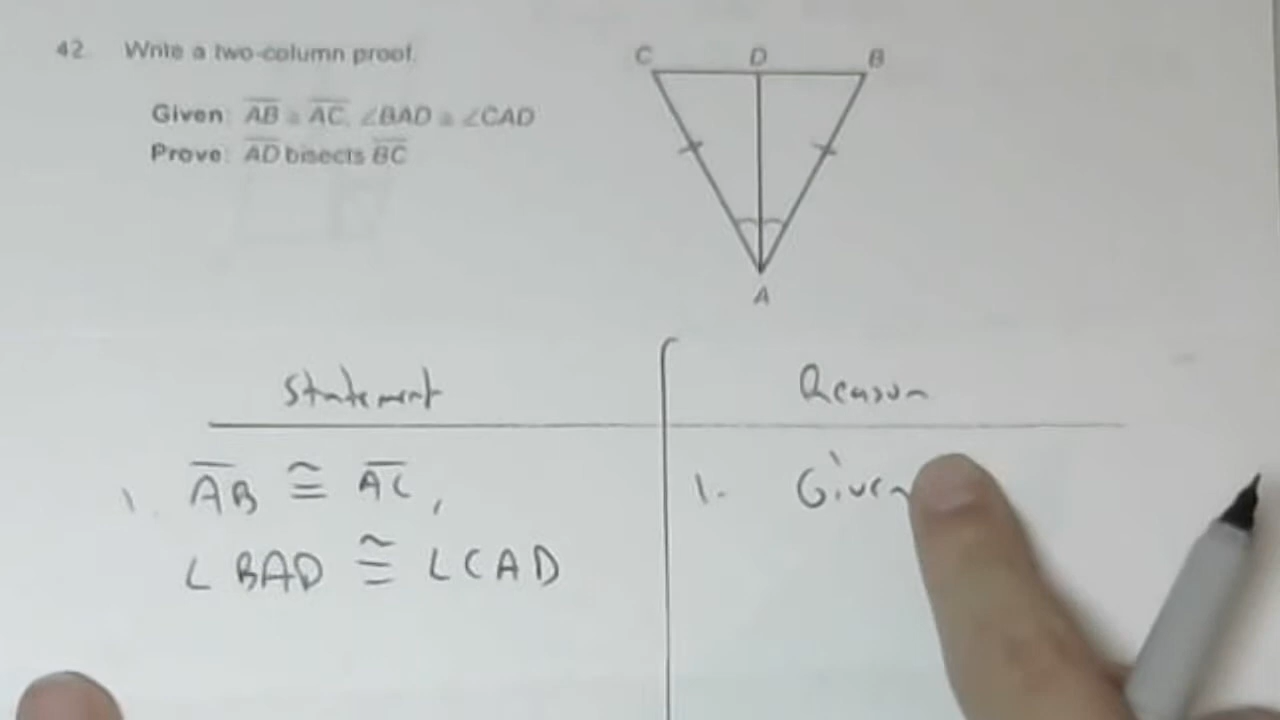 42. Write a two-column proof.
Given: AB ≅ AC, ∠BAD ≅ ∠CAD
Prove: AD bisects BC
C D B
A
Statement Reason
1. AB ≅ AC, 1. Given
∠BAD ≅ ∠CAD